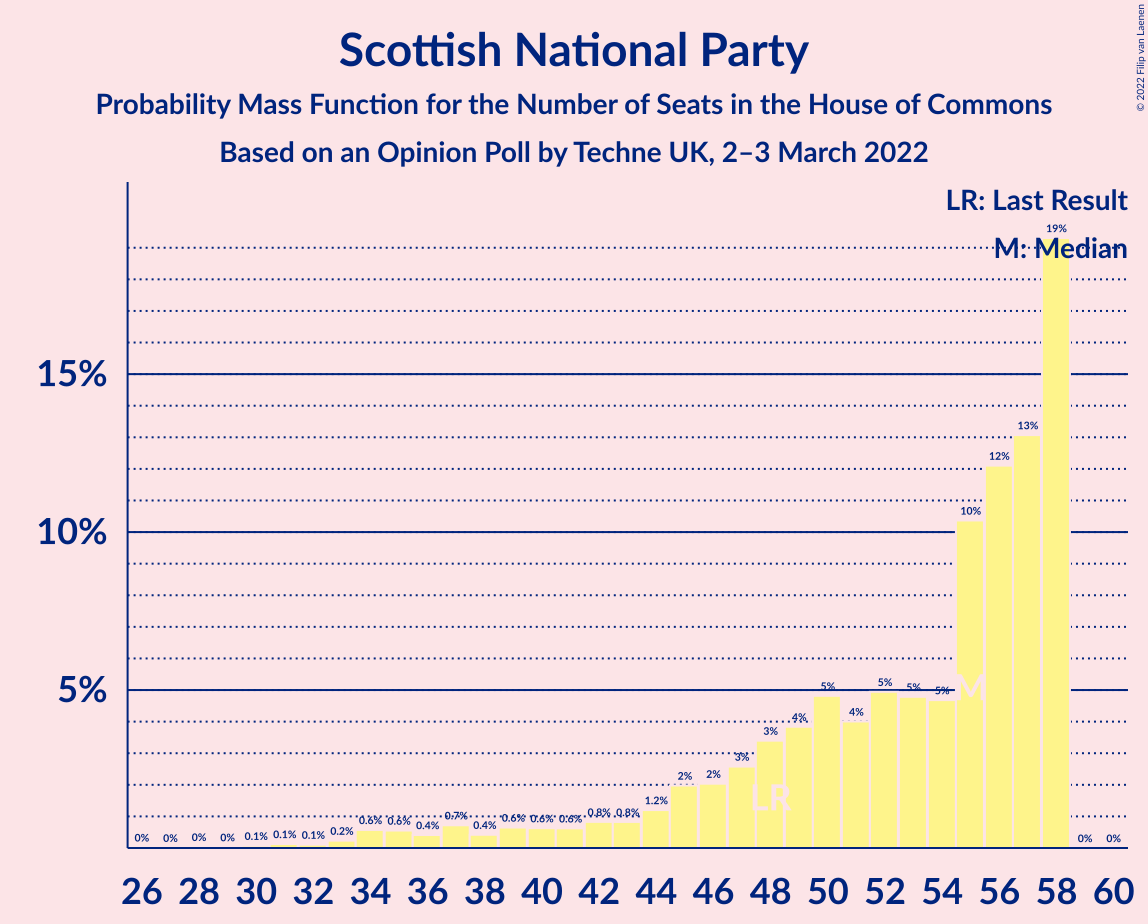 Scottish National Party
Probability Mass Function for the Number of Seats in the House of Commons
Based on an Opinion Poll by Techne UK, 2–3 March 2022
© 2022 Filip van Laenen
LR: Last Result
M: Median
15%
10%
5%
0% 0% 0% 0% 0.1% 0.1% 0.1% 0.2% 0.6% 0.6% 0.4% 0.7% 0.4% 0.6% 0.6% 0.6% 0.8% 0.8% 1.2% 2% 2% 3% 3% 4% 5% 4% 5% 5% 5% 10% 12% 13% 19% 0% 0%
LR
M
26 28 30 32 34 36 38 40 42 44 46 48 50 52 54 56 58 60